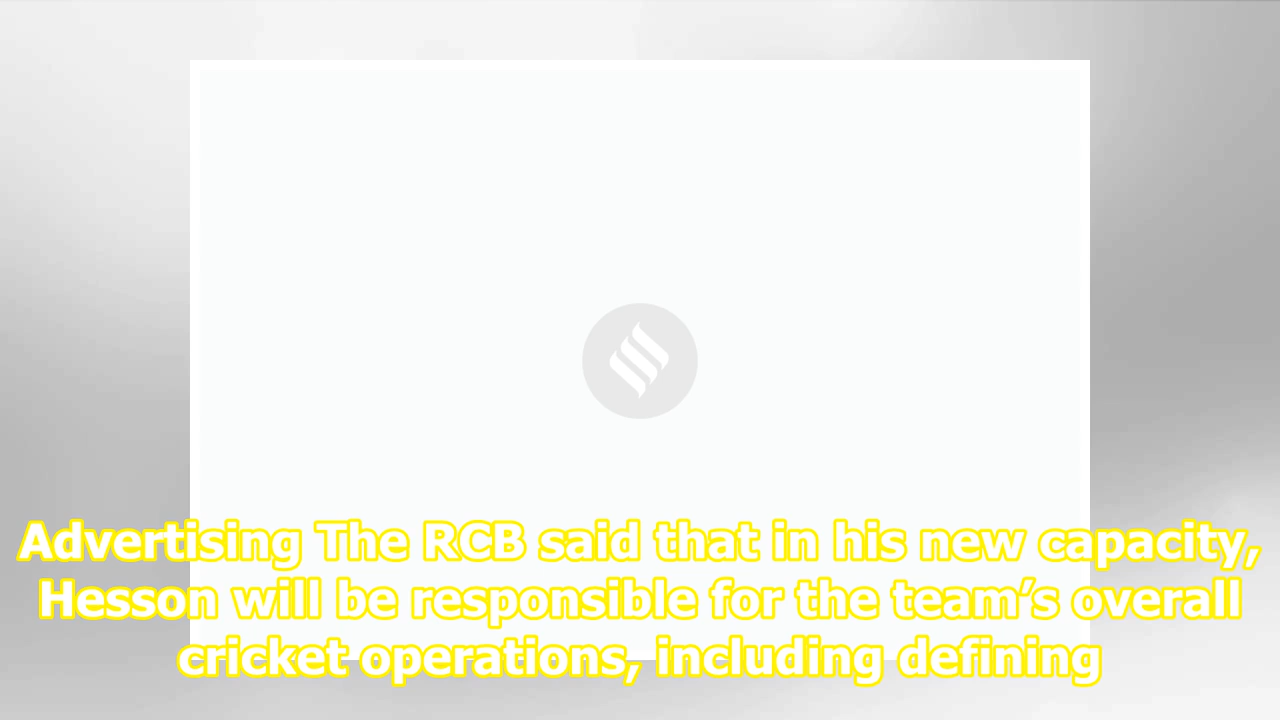 Advertising The RCB said that in his new capacity,
Hesson will be responsible for the team’s overall
cricket operations, including defining